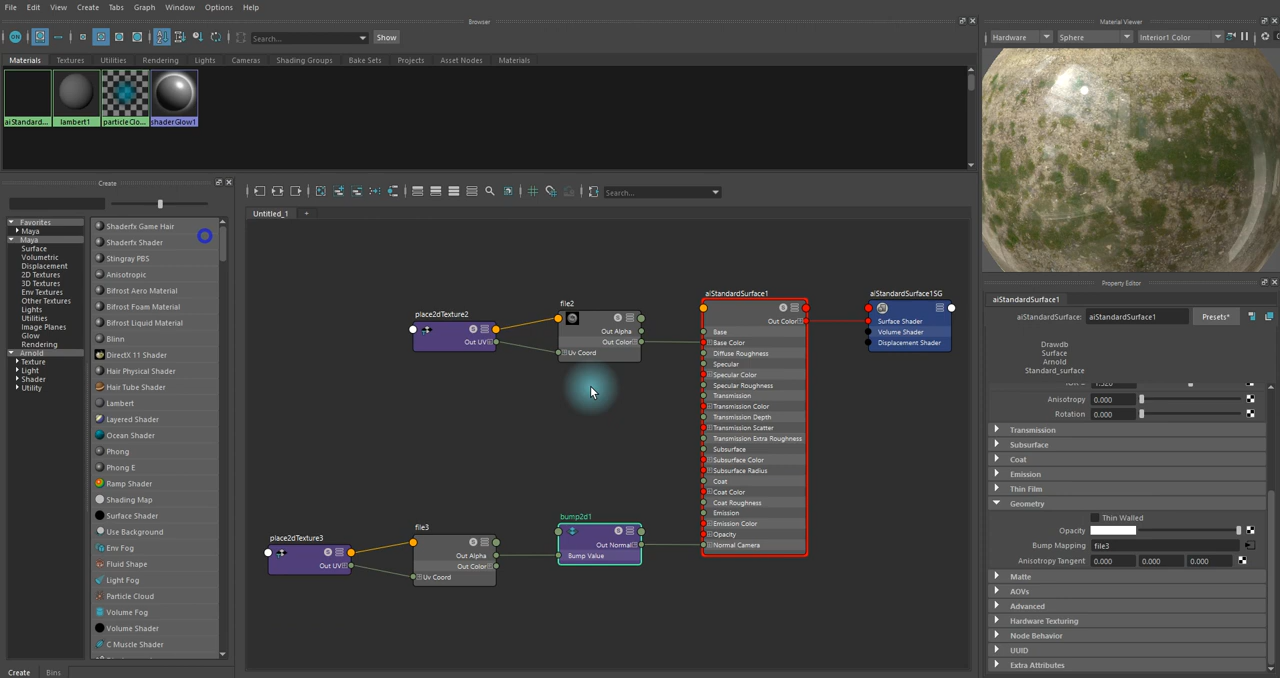 File Edit View Create Tabs Graph Window Options Help
Browser
Material Viewer
ON
Search...
Show
Hardware
Sphere
Interior1 Color
Materials Textures Utilities Rendering Lights Cameras Shading Groups Bake Sets Projects Asset Nodes Materials
aiStandard... lambert1 particleClo... shaderGlow1
Create
Search...
Untitled_1 +
Favorites
Maya
Maya
Surface
Volumetric
Displacement
2D Textures
3D Textures
Env Textures
Other Textures
Lights
Utilities
Image Planes
Glow
Rendering
Arnold
Texture
Light
Shader
Utility
Shaderfx Game Hair
Shaderfx Shader
Stingray PBS
Anisotropic
Bifrost Aero Material
Bifrost Foam Material
Bifrost Liquid Material
Blinn
DirectX 11 Shader
Hair Physical Shader
Hair Tube Shader
Lambert
Layered Shader
Ocean Shader
Phong
Phong E
Ramp Shader
Shading Map
Surface Shader
Use Background
Env Fog
Fluid Shape
Light Fog
Particle Cloud
Volume Fog
Volume Shader
C Muscle Shader
Create Bins
place2dTexture2
Out UV
file2
Out Alpha
Out Color
Uv Coord
place2dTexture3
Out UV
file3
Out Alpha
Out Color
Uv Coord
bump2d1
Out Normal
Bump Value
aiStandardSurface1
Out Color
Base
Base Color
Diffuse Roughness
Specular
Specular Color
Specular Roughness
Transmission
Transmission Color
Transmission Depth
Transmission Scatter
Transmission Extra Roughness
Subsurface
Subsurface Color
Subsurface Radius
Coat
Coat Color
Coat Roughness
Emission
Emission Color
Opacity
Normal Camera
aiStandardSurface1SG
Surface Shader
Volume Shader
Displacement Shader
Property Editor
aiStandardSurface1
aiStandardSurface: aiStandardSurface1 Presets*
Drawdb
Surface
Arnold
Standard_surface
Anisotropy 0.000
Rotation 0.000
Transmission
Subsurface
Coat
Emission
Thin Film
Geometry
Thin Walled
Opacity
Bump Mapping file3
Anisotropy Tangent 0.000 0.000 0.000
Matte
AOVs
Advanced
Hardware Texturing
Node Behavior
UUID
Extra Attributes